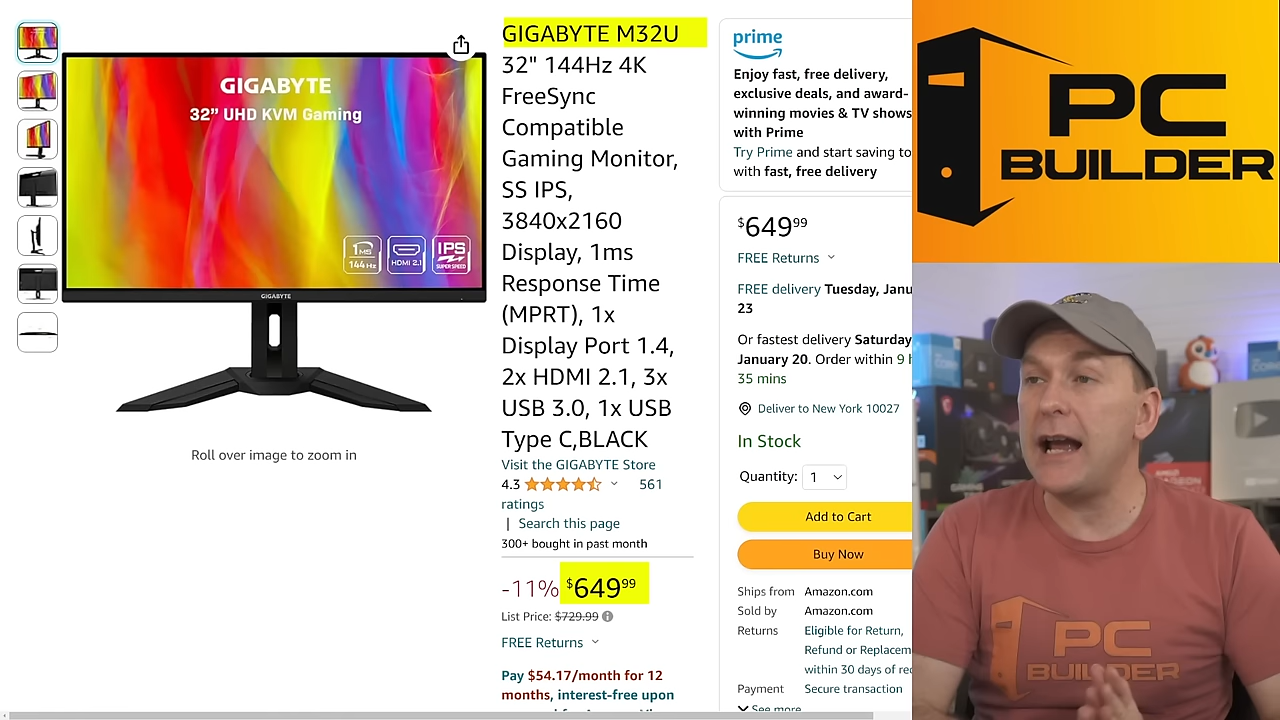 GIGABYTE
32” UHD KVM Gaming
1MS
144Hz
HDMI 2.1
IPS
SUPER SPEED
GIGABYTE
Roll over image to zoom in
GIGABYTE M32U
32" 144Hz 4K
FreeSync
Compatible
Gaming Monitor,
SS IPS,
3840x2160
Display, 1ms
Response Time
(MPRT), 1x
Display Port 1.4,
2x HDMI 2.1, 3x
USB 3.0, 1x USB
Type C,BLACK
Visit the GIGABYTE Store
4.3 561
ratings
| Search this page
300+ bought in past month
-11% $649 99
List Price: $729.99
FREE Returns
Pay $54.17/month for 12
months, interest-free upon
prime
Enjoy fast, free delivery,
exclusive deals, and award-
winning movies & TV shows
with Prime
Try Prime and start saving to
with fast, free delivery
$649 99
FREE Returns
FREE delivery Tuesday, Janu
23
Or fastest delivery Saturday
January 20. Order within 9 h
35 mins
Deliver to New York 10027
In Stock
Quantity: 1
Add to Cart
Buy Now
Ships from Amazon.com
Sold by Amazon.com
Returns Eligible for Return,
Refund or Replacem
within 30 days of re
Payment Secure transaction
See more
PC
BUILDER
PC
BUILDER